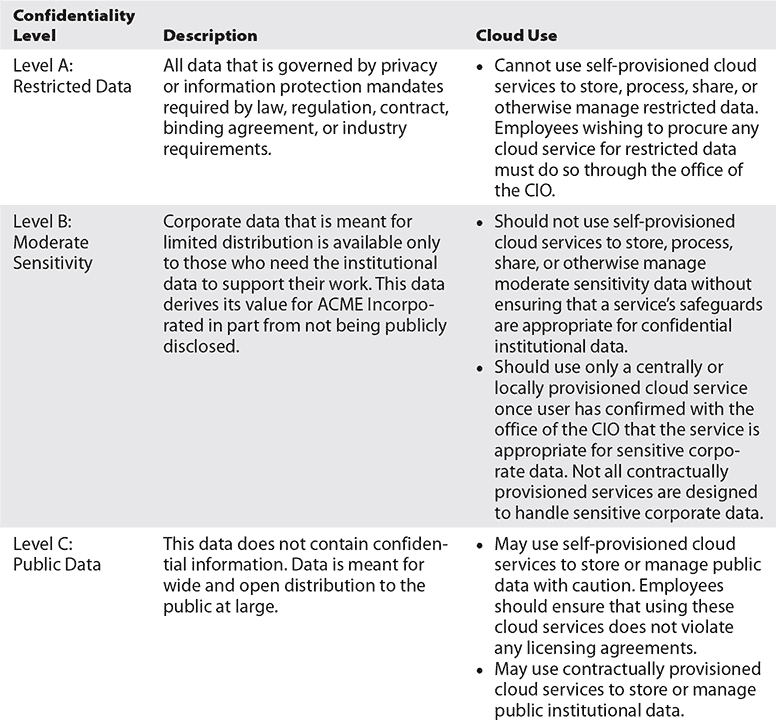 Confidentiality
Level
Description
Cloud Use
Level A:
Restricted Data
All data that is governed by privacy
or information protection mandates
required by law, regulation, contract,
binding agreement, or industry
requirements.
• Cannot use self-provisioned cloud
services to store, process, share, or
otherwise manage restricted data.
Employees wishing to procure any
cloud service for restricted data
must do so through the office of
the CIO.
Level B:
Moderate
Sensitivity
Corporate data that is meant for
limited distribution is available only
to those who need the institutional
data to support their work. This data
derives its value for ACME Incorpo-
rated in part from not being publicly
disclosed.
• Should not use self-provisioned
cloud services to store, process,
share, or otherwise manage
moderate sensitivity data without
ensuring that a service's safeguards
are appropriate for confidential
institutional data.
• Should use only a centrally or
locally provisioned cloud service
once user has confirmed with the
office of the CIO that the service is
appropriate for sensitive corpo-
rate data. Not all contractually
provisioned services are designed
to handle sensitive corporate data.
Level C:
Public Data
This data does not contain confiden-
tial information. Data is meant for
wide and open distribution to the
public at large.
• May use self-provisioned cloud
services to store or manage public
data with caution. Employees
should ensure that using these
cloud services does not violate
any licensing agreements.
• May use contractually provisioned
cloud services to store or manage
public institutional data.